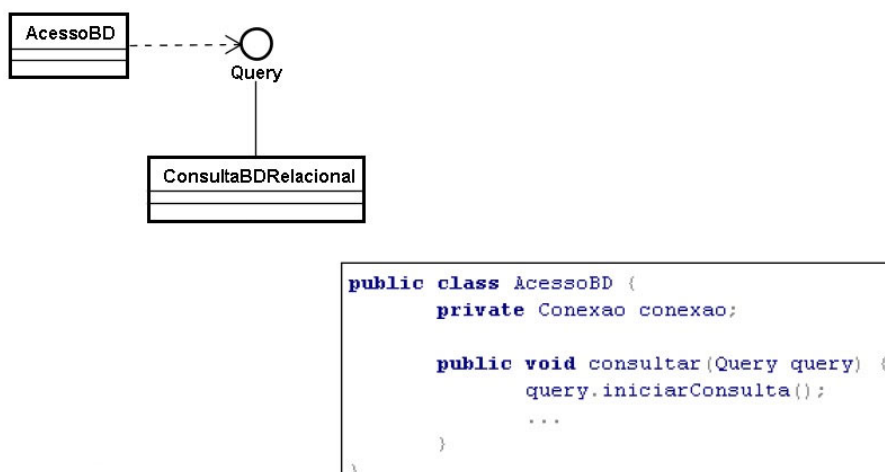 AcessoBD
Query
ConsultaBDRelacional
public class AcessoBD {
private Conexao conexao;
public void consultar(Query query) {
query.iniciarConsulta();
...
}
}